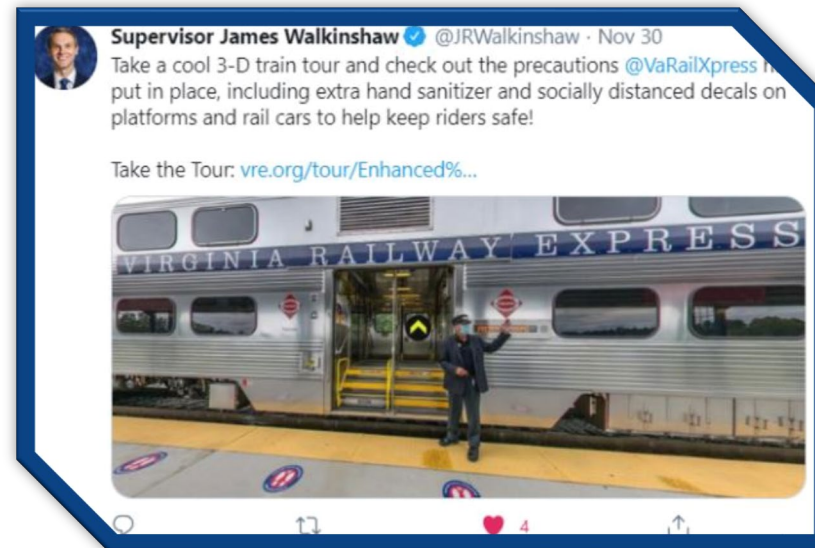 Supervisor James Walkinshaw @JRWalkinshaw · Nov 30
Take a cool 3-D train tour and check out the precautions @VaRailXpress
put in place, including extra hand sanitizer and socially distanced decals on
platforms and rail cars to help keep riders safe!
Take the Tour: vre.org/tour/Enhanced%...
VIRGINIA RAILWAY EXPRESS
4